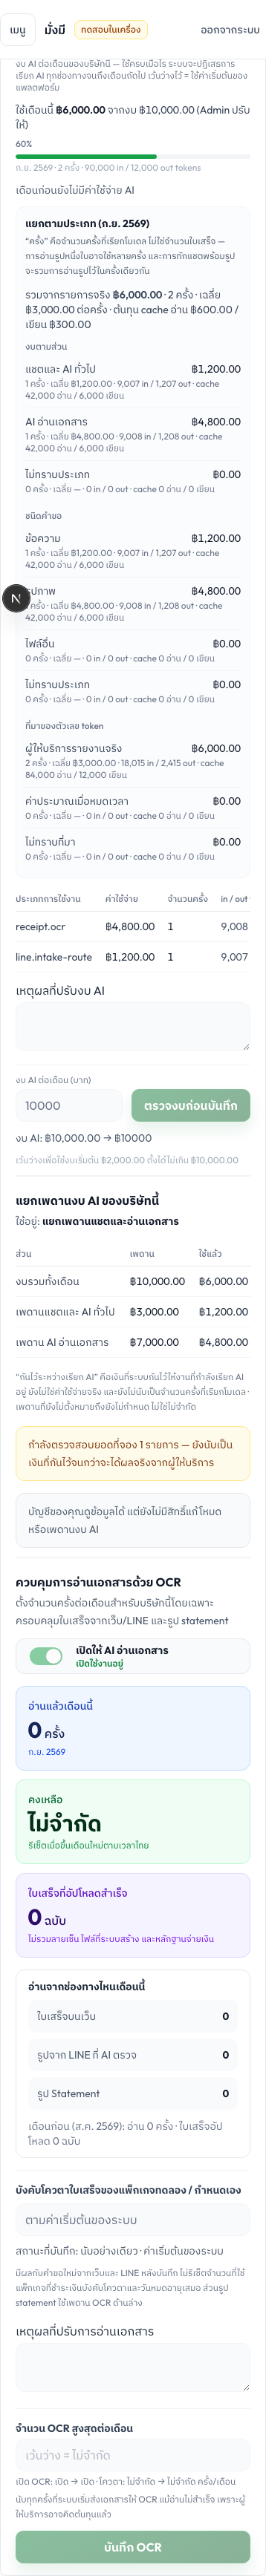 เมนู
มั่งมี
ทดสอบในเครื่อง
ออกจากระบบ
งบ AI ต่อเดือนของบริษัทนี้ — ใช้ครบเมื่อไร ระบบจะปฏิเสธการ
เรียก AI ทุกช่องทางจนถึงเดือนถัดไป เว้นว่างไว้ = ใช้ค่าเริ่มต้นของ
แพลตฟอร์ม
ใช้เดือนนี้ ฿6,000.00 จากงบ ฿10,000.00 (Admin ปรับ
ให้)
60%
ก.ย. 2569 · 2 ครั้ง · 90,000 in / 12,000 out tokens
เดือนก่อนยังไม่มีค่าใช้จ่าย AI
แยกตามประเภท (ก.ย. 2569)
“ครั้ง” คือจำนวนครั้งที่เรียกโมเดล ไม่ใช่จำนวนใบเสร็จ —
การอ่านรูปหนึ่งใบอาจใช้หลายครั้ง และการทักแชตพร้อมรูป
จะรวมการอ่านรูปไว้ในครั้งเดียวกัน
รวมจากรายการจริง ฿6,000.00 · 2 ครั้ง · เฉลี่ย
฿3,000.00 ต่อครั้ง · ต้นทุน cache อ่าน ฿600.00 /
เขียน ฿300.00
งบตามส่วน
แชตและ AI ทั่วไป ฿1,200.00
1 ครั้ง · เฉลี่ย ฿1,200.00 · 9,007 in / 1,207 out · cache
42,000 อ่าน / 6,000 เขียน
AI อ่านเอกสาร ฿4,800.00
1 ครั้ง · เฉลี่ย ฿4,800.00 · 9,008 in / 1,208 out · cache
42,000 อ่าน / 6,000 เขียน
ไม่ทราบประเภท ฿0.00
0 ครั้ง · เฉลี่ย — · 0 in / 0 out · cache 0 อ่าน / 0 เขียน
ชนิดคำขอ
ข้อความ ฿1,200.00
1 ครั้ง · เฉลี่ย ฿1,200.00 · 9,007 in / 1,207 out · cache
42,000 อ่าน / 6,000 เขียน
รูปภาพ ฿4,800.00
ครั้ง · เฉลี่ย ฿4,800.00 · 9,008 in / 1,208 out · cache
42,000 อ่าน / 6,000 เขียน
ไฟล์อื่น ฿0.00
0 ครั้ง · เฉลี่ย — · 0 in / 0 out · cache 0 อ่าน / 0 เขียน
ไม่ทราบประเภท ฿0.00
0 ครั้ง · เฉลี่ย — · 0 in / 0 out · cache 0 อ่าน / 0 เขียน
ที่มาของตัวเลข token
ผู้ให้บริการรายงานจริง ฿6,000.00
2 ครั้ง · เฉลี่ย ฿3,000.00 · 18,015 in / 2,415 out · cache
84,000 อ่าน / 12,000 เขียน
ค่าประมาณเมื่อหมดเวลา ฿0.00
0 ครั้ง · เฉลี่ย — · 0 in / 0 out · cache 0 อ่าน / 0 เขียน
ไม่ทราบที่มา ฿0.00
0 ครั้ง · เฉลี่ย — · 0 in / 0 out · cache 0 อ่าน / 0 เขียน
ประเภทการใช้งาน ค่าใช้จ่าย จำนวนครั้ง in / out
receipt.ocr ฿4,800.00 1 9,008
line.intake-route ฿1,200.00 1 9,007
เหตุผลที่ปรับงบ AI
งบ AI ต่อเดือน (บาท)
10000
ตรวจงบก่อนบันทึก
งบ AI: ฿10,000.00 → ฿10000
เว้นว่างเพื่อใช้งบเริ่มต้น ฿2,000.00 ตั้งได้ไม่เกิน ฿10,000.00
แยกเพดานงบ AI ของบริษัทนี้
ใช้อยู่: แยกเพดานแชตและอ่านเอกสาร
ส่วน เพดาน ใช้แล้ว
งบรวมทั้งเดือน ฿10,000.00 ฿6,000.00
เพดานแชตและ AI ทั่วไป ฿3,000.00 ฿1,200.00
เพดาน AI อ่านเอกสาร ฿7,000.00 ฿4,800.00
“กันไว้ระหว่างเรียก AI” คือเงินที่ระบบกันไว้ให้งานที่กำลังเรียก AI
อยู่ ยังไม่ใช่ค่าใช้จ่ายจริง และยังไม่นับเป็นจำนวนครั้งที่เรียกโมเดล ·
เพดานที่ยังไม่ตั้งหมายถึงยังไม่กำหนด ไม่ใช่ไม่จำกัด
กำลังตรวจสอบยอดที่จอง 1 รายการ — ยังนับเป็น
เงินที่กันไว้จนกว่าจะได้ผลจริงจากผู้ให้บริการ
บัญชีของคุณดูข้อมูลได้ แต่ยังไม่มีสิทธิ์แก้โหมด
หรือเพดานงบ AI
ควบคุมการอ่านเอกสารด้วย OCR
ตั้งจำนวนครั้งต่อเดือนสำหรับบริษัทนี้โดยเฉพาะ
ครอบคลุมใบเสร็จจากเว็บ/LINE และรูป statement
เปิดให้ AI อ่านเอกสาร
เปิดใช้งานอยู่
อ่านแล้วเดือนนี้
0 ครั้ง
ก.ย. 2569
คงเหลือ
ไม่จำกัด
รีเซ็ตเมื่อขึ้นเดือนใหม่ตามเวลาไทย
ใบเสร็จที่อัปโหลดสำเร็จ
0 ฉบับ
ไม่รวมลายเซ็น ไฟล์ที่ระบบสร้าง และหลักฐานจ่ายเงิน
อ่านจากช่องทางไหนเดือนนี้
ใบเสร็จบนเว็บ 0
รูปจาก LINE ที่ AI ตรวจ 0
รูป Statement 0
เดือนก่อน (ส.ค. 2569): อ่าน 0 ครั้ง · ใบเสร็จอัป
โหลด 0 ฉบับ
บังคับโควตาใบเสร็จของแพ็กเกจทดลอง / กำหนดเอง
ตามค่าเริ่มต้นของระบบ
สถานะที่บันทึก: นับอย่างเดียว · ค่าเริ่มต้นของระบบ
มีผลกับคำขอใหม่จากเว็บและ LINE หลังบันทึก ไม่รีเซ็ตจำนวนที่ใช้
แพ็กเกจที่ชำระเงินบังคับโควตาและวันหมดอายุเสมอ ส่วนรูป
statement ใช้เพดาน OCR ด้านล่าง
เหตุผลที่ปรับการอ่านเอกสาร
จำนวน OCR สูงสุดต่อเดือน
เว้นว่าง = ไม่จำกัด
เปิด OCR: เปิด → เปิด · โควตา: ไม่จำกัด → ไม่จำกัด ครั้ง/เดือน
นับทุกครั้งที่ระบบเริ่มส่งเอกสารให้ OCR แม้อ่านไม่สำเร็จ เพราะผู้
ให้บริการอาจคิดต้นทุนแล้ว
บันทึก OCR